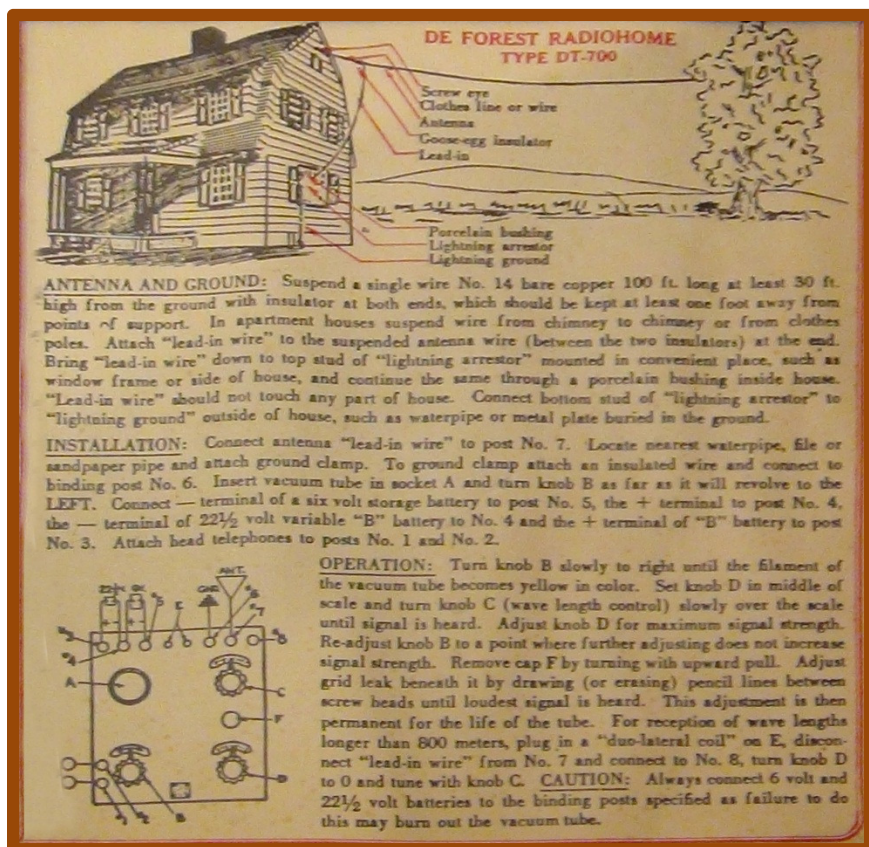 DE FOREST RADIOHOME
TYPE DT-700
Screw eye
Clothes line or wire
Antenna
Goose-egg insulator
Lead-in
Porcelain bushing
Lightning arrestor
Lightning ground
ANTENNA AND GROUND: Suspend a single wire No. 14 bare copper 100 ft. long at least 30 ft.
high from the ground with insulator at both ends, which should be kept at least one foot away from
points of support. In apartment houses suspend wire from chimney to chimney or from clothes
poles. Attach “lead-in wire” to the suspended antenna wire (between the two insulators) at the end.
Bring “lead-in wire” down to top stud of “lightning arrestor” mounted in convenient place, such as
window frame or side of house, and continue the same through a porcelain bushing inside house.
“Lead-in wire” should not touch any part of house. Connect bottom stud of “lightning arrestor” to
“lightning ground” outside of house, such as waterpipe or metal plate buried in the ground.
INSTALLATION: Connect antenna “lead-in wire” to post No. 7. Locate nearest waterpipe, file or
sandpaper pipe and attach ground clamp. To ground clamp attach an insulated wire and connect to
binding post No. 6. Insert vacuum tube in socket A and turn knob B as far as it will revolve to the
LEFT. Connect — terminal of a six volt storage battery to post No. 5, the + terminal to post No. 4,
the — terminal of 22½ volt variable “B” battery to No. 4 and the + terminal of “B” battery to post
No. 3. Attach head telephones to posts No. 1 and No. 2.
OPERATION: Turn knob B slowly to right until the filament of
the vacuum tube becomes yellow in color. Set knob D in middle of
scale and turn knob C (wave length control) slowly over the scale
until signal is heard. Adjust knob D for maximum signal strength.
Re-adjust knob B to a point where further adjusting does not increase
signal strength. Remove cap F by turning with upward pull. Adjust
grid leak beneath it by drawing (or erasing) pencil lines between
screw heads until loudest signal is heard. This adjustment is then
permanent for the life of the tube. For reception of wave lengths
longer than 800 meters, plug in a “duo-lateral coil” on E, discon-
nect “lead-in wire” from No. 7 and connect to No. 8, turn knob D
to 0 and tune with knob C. CAUTION: Always connect 6 volt and
22½ volt batteries to the binding posts specified as failure to do
this may burn out the vacuum tube.
ANT.
GND
E
A
C
F
D
B